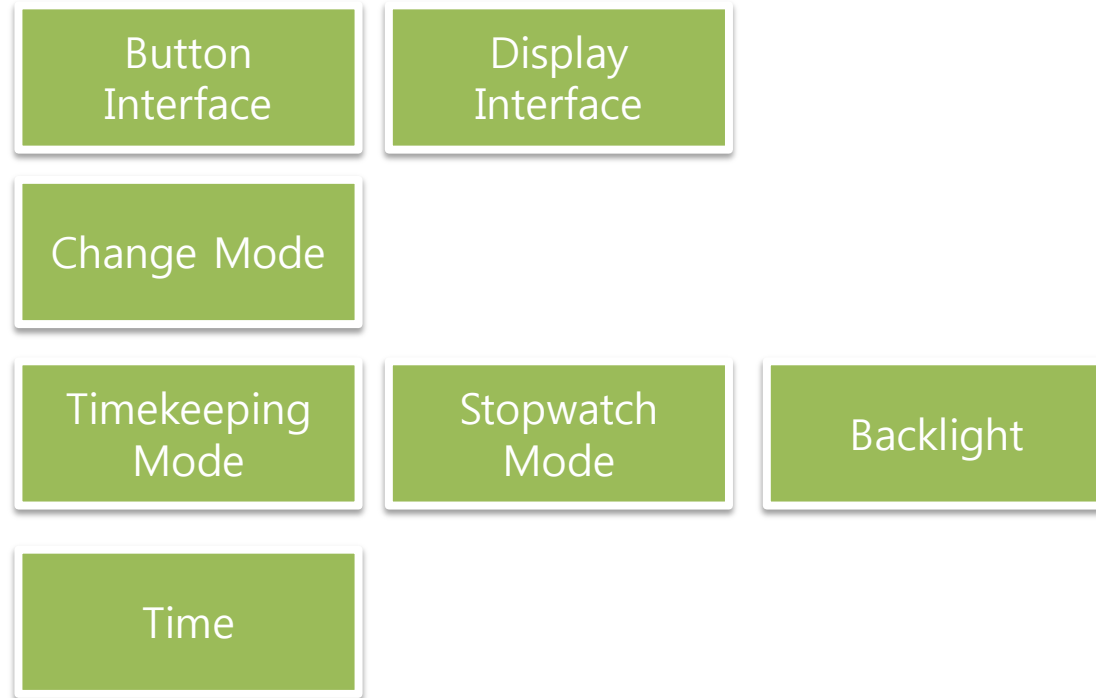 Button
Interface
Display
Interface
Change Mode
Timekeeping
Mode
Stopwatch
Mode
Backlight
Time